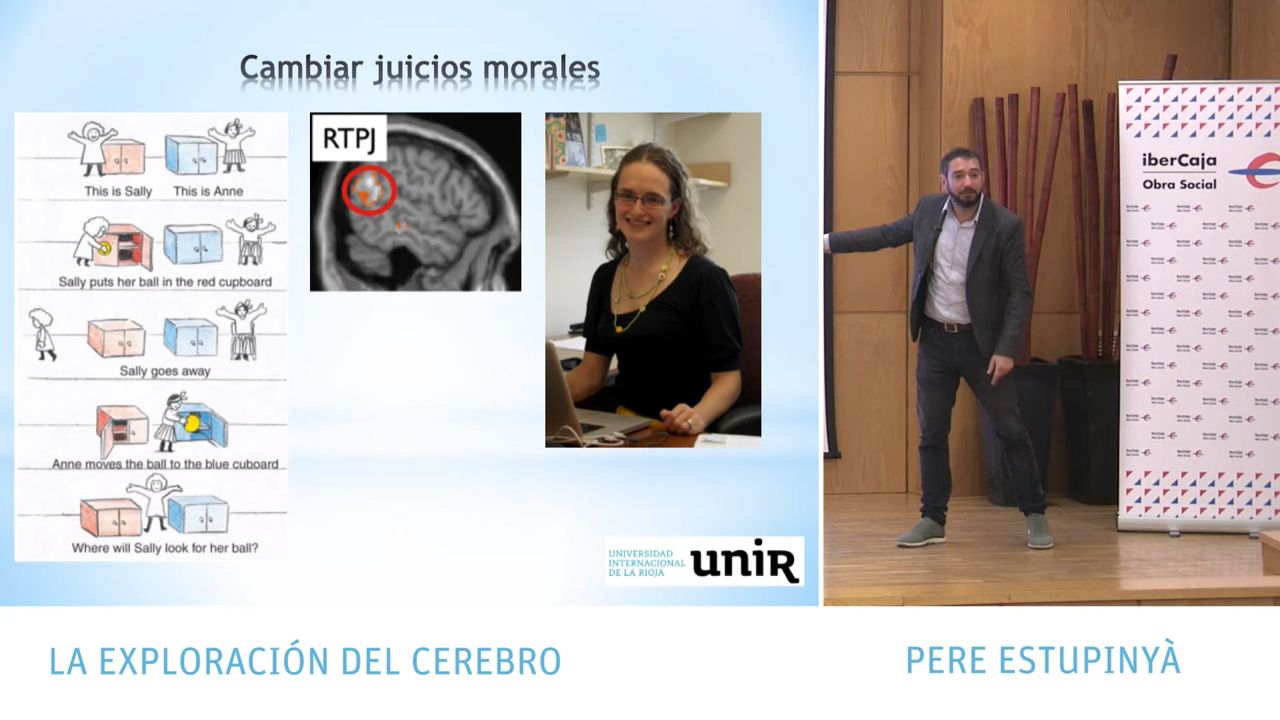 Cambiar juicios morales
This is Sally
This is Anne
Sally puts her ball in the red cupboard
Sally goes away
Anne moves the ball to the blue cuboard
Where will Sally look for her ball?
RTPJ
UNIVERSIDAD
INTERNACIONAL
DE LA RIOJA
unir
iberCaja
Obra Social
LA EXPLORACIÓN DEL CEREBRO
PERE ESTUPINYÀ